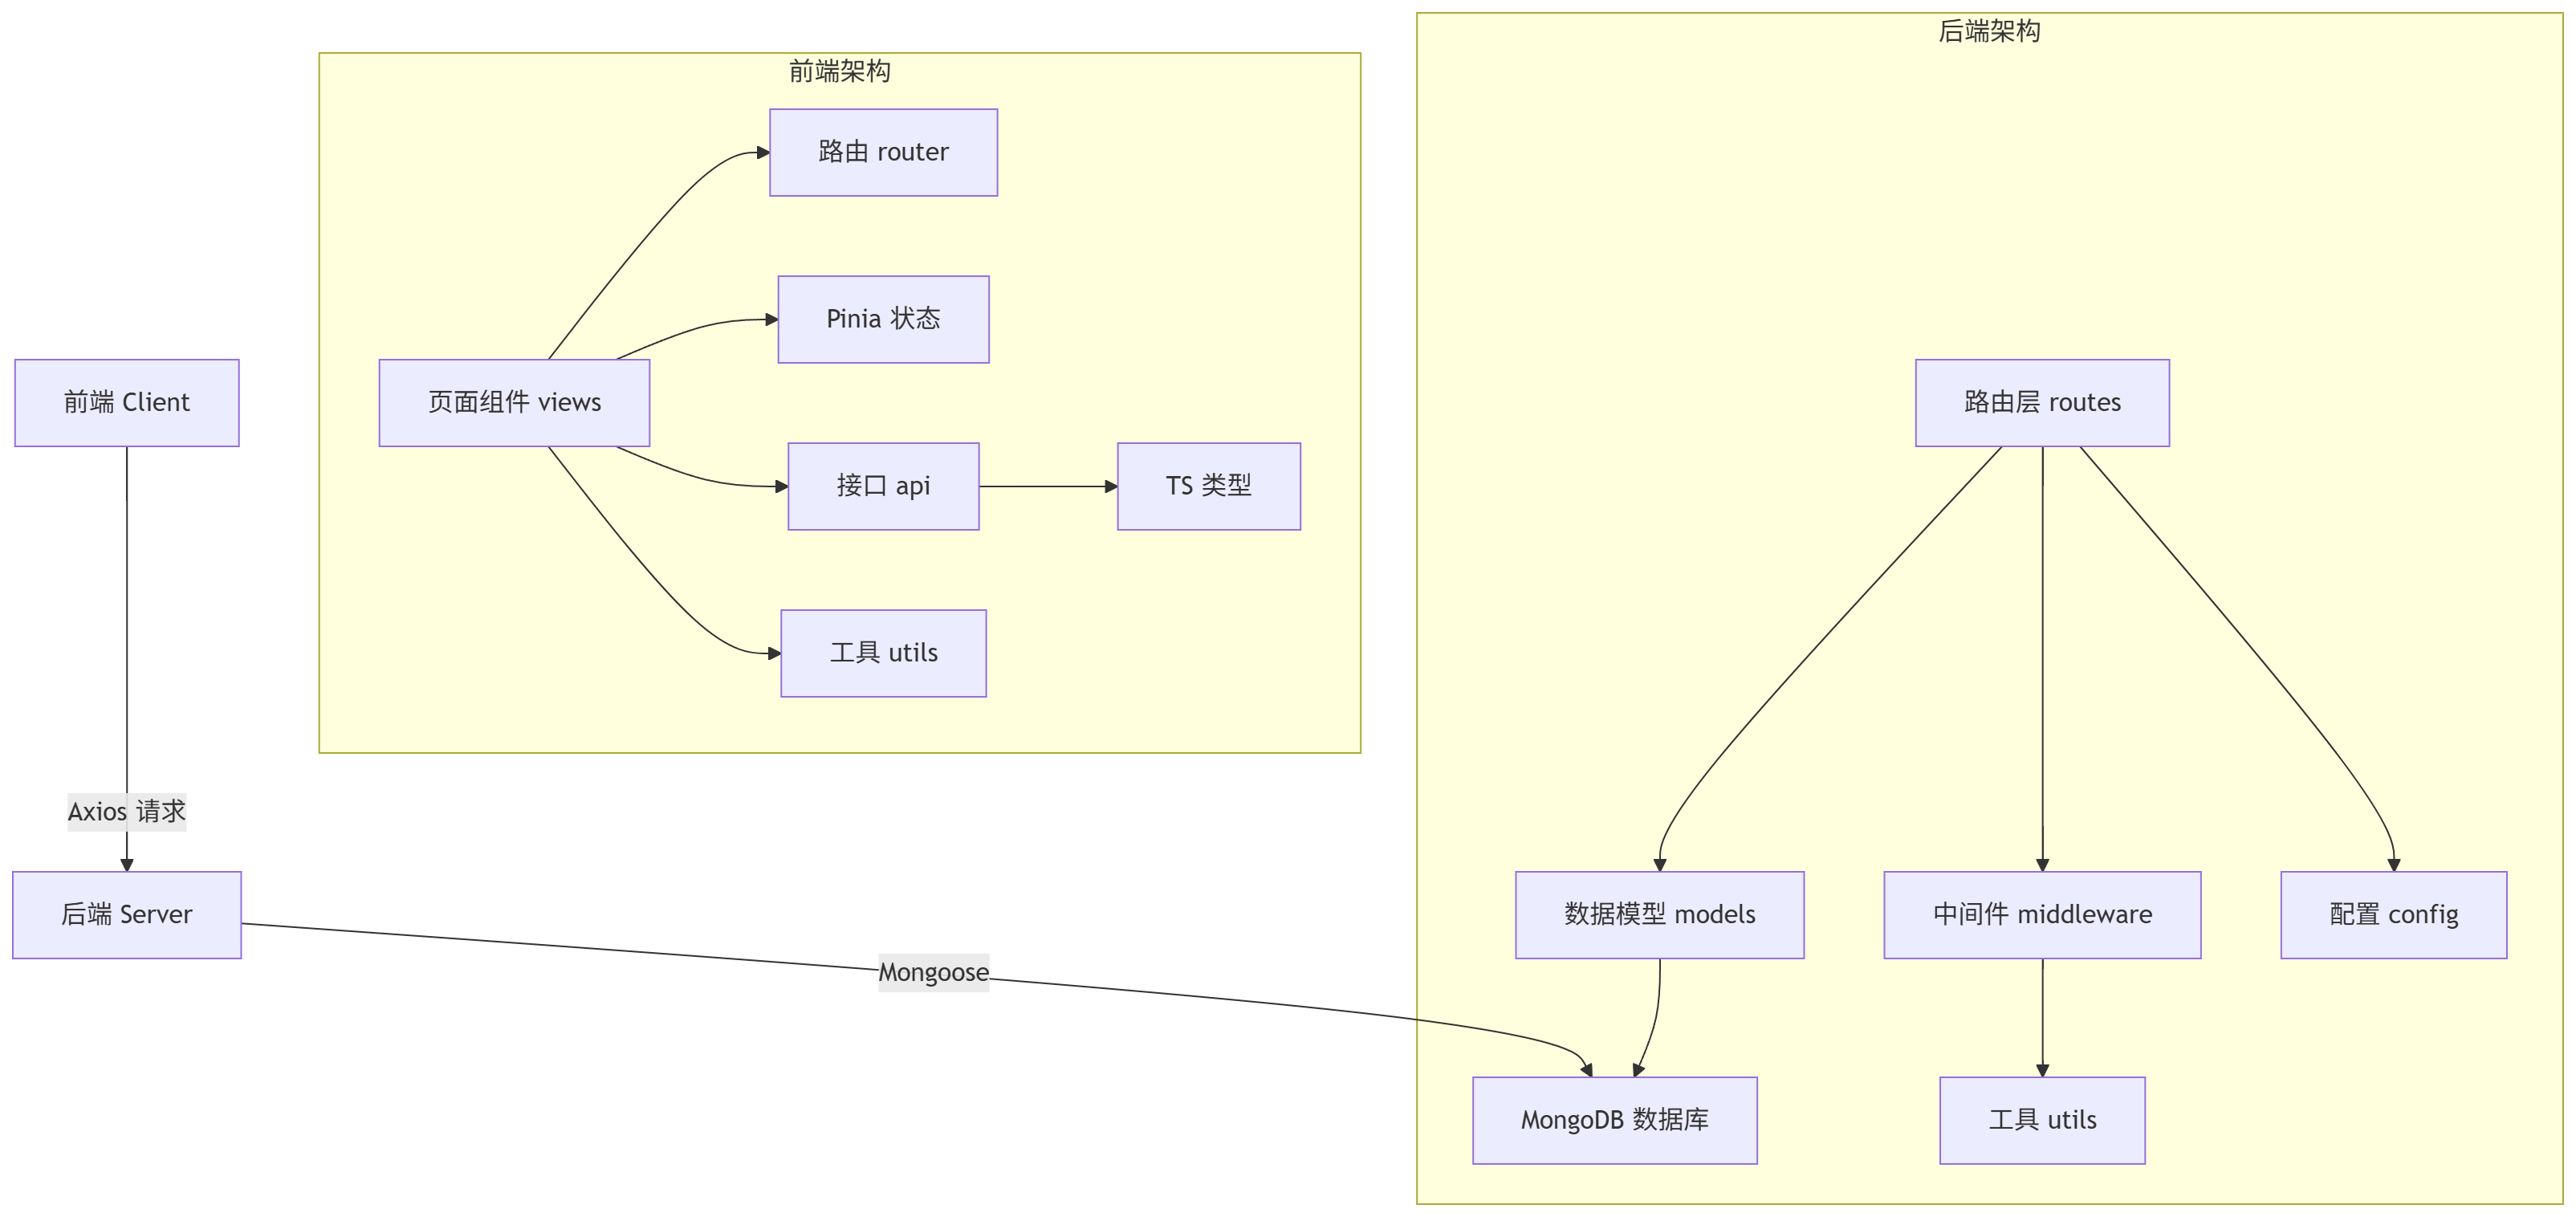 前端 Client
Axios 请求
后端 Server
Mongoose
前端架构
页面组件 views
路由 router
Pinia 状态
接口 api
TS 类型
工具 utils
后端架构
路由层 routes
数据模型 models
中间件 middleware
配置 config
MongoDB 数据库
工具 utils